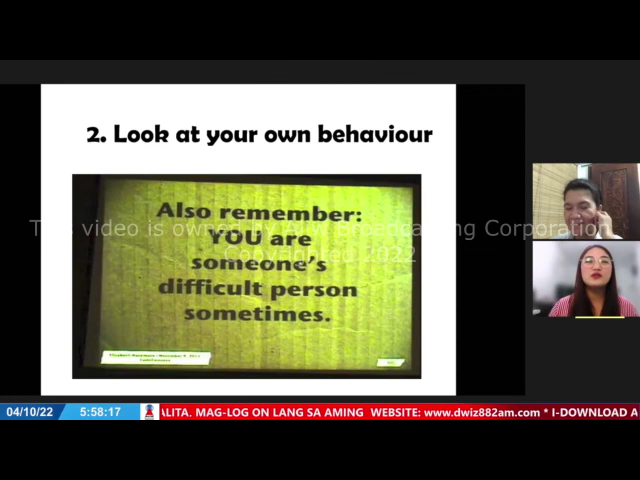 2. Look at your own behaviour
Also remember:
YOU are
someone's
difficult person
sometimes.
This video is owned by Aliw Broadcasting Corporation
Copyrighted 2022
04/10/22
5:58:17
ALITA. MAG-LOG ON LANG SA AMING WEBSITE: www.dwiz882am.com * I-DOWNLOAD A